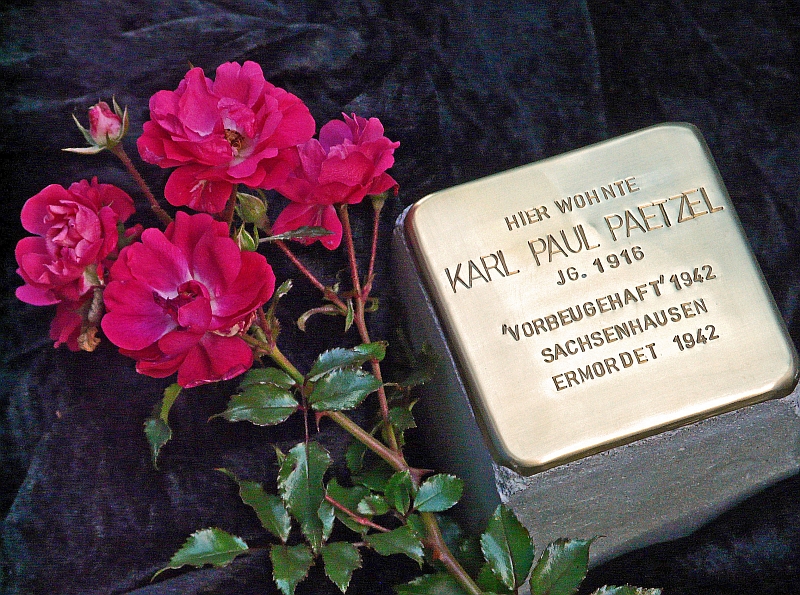 HIER WOHNTE
KARL PAUL PAETZEL
JG. 1916
'VORBEUGEHAFT' 1942
SACHSENHAUSEN
ERMORDET 1942